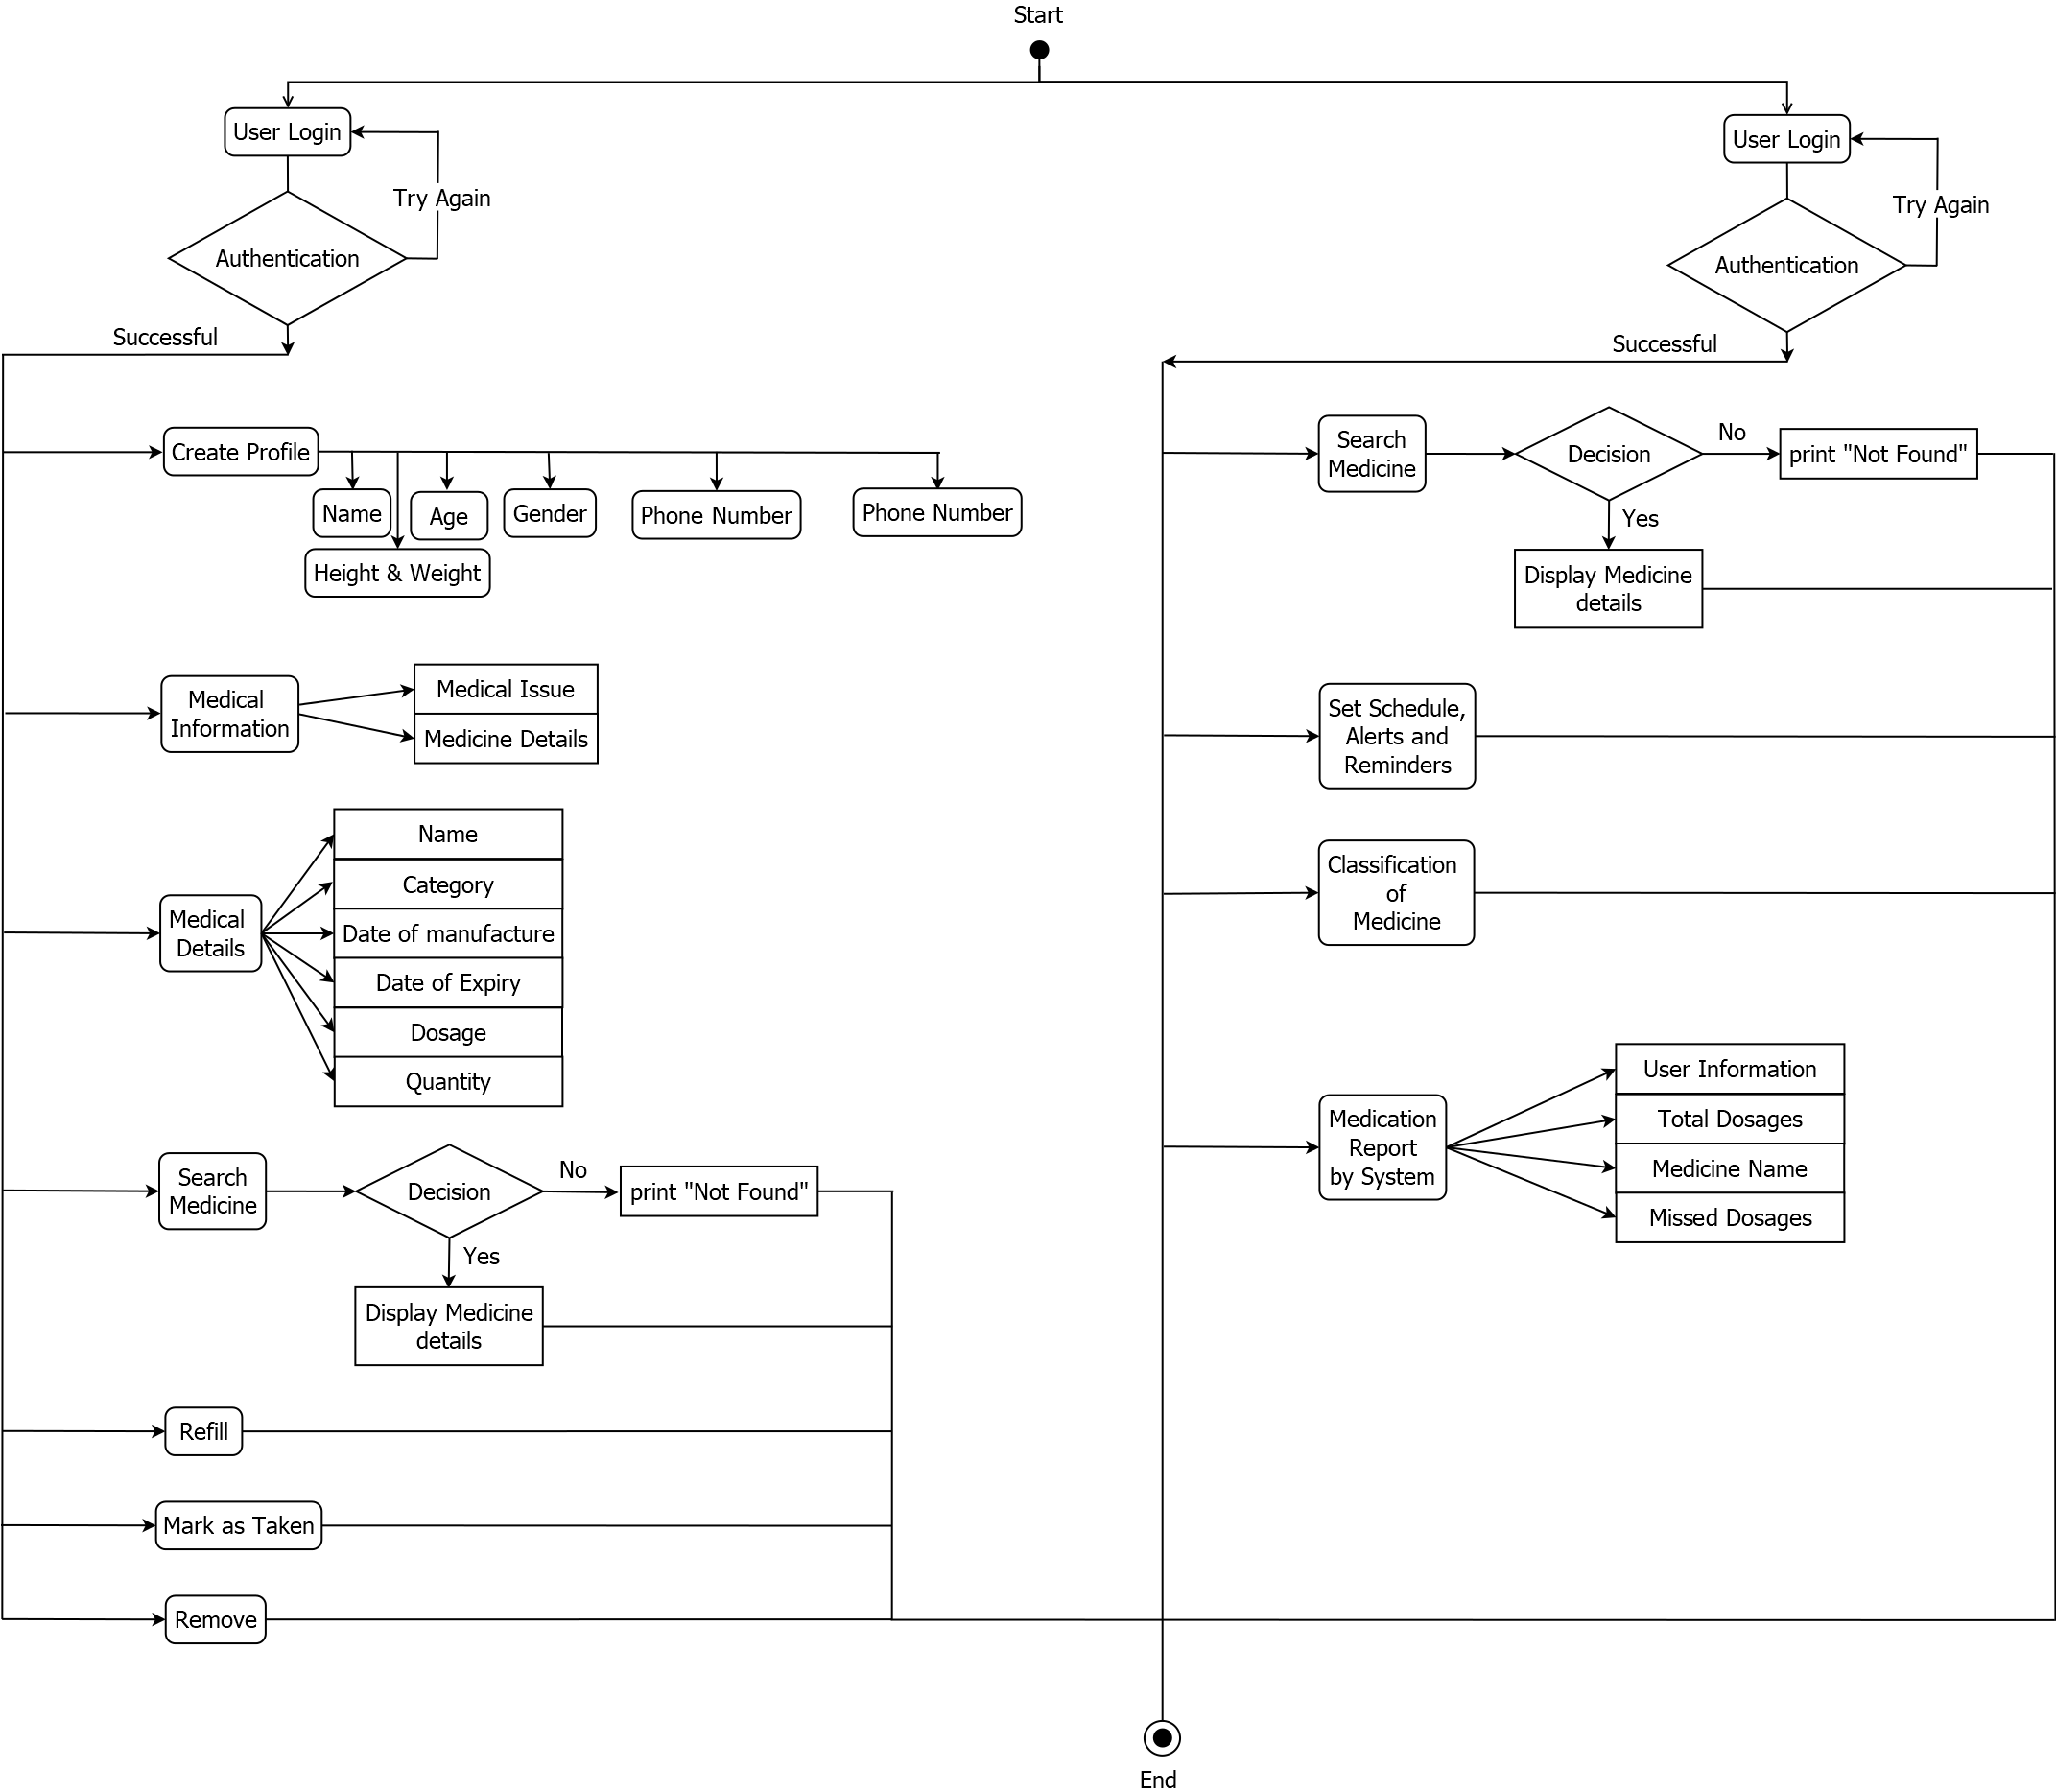 Start
User Login
Try Again
Authentication
Successful
Create Profile
Name
Age
Gender
Phone Number
Phone Number
Height & Weight
Medical
Information
Medical Issue
Medicine Details
Medical
Details
Name
Category
Date of manufacture
Date of Expiry
Dosage
Quantity
Search
Medicine
Decision
No
print "Not Found"
Yes
Display Medicine
details
Refill
Mark as Taken
Remove
User Login
Try Again
Authentication
Successful
Search
Medicine
Decision
No
print "Not Found"
Yes
Display Medicine
details
Set Schedule,
Alerts and
Reminders
Classification
of
Medicine
Medication
Report
by System
User Information
Total Dosages
Medicine Name
Missed Dosages
End